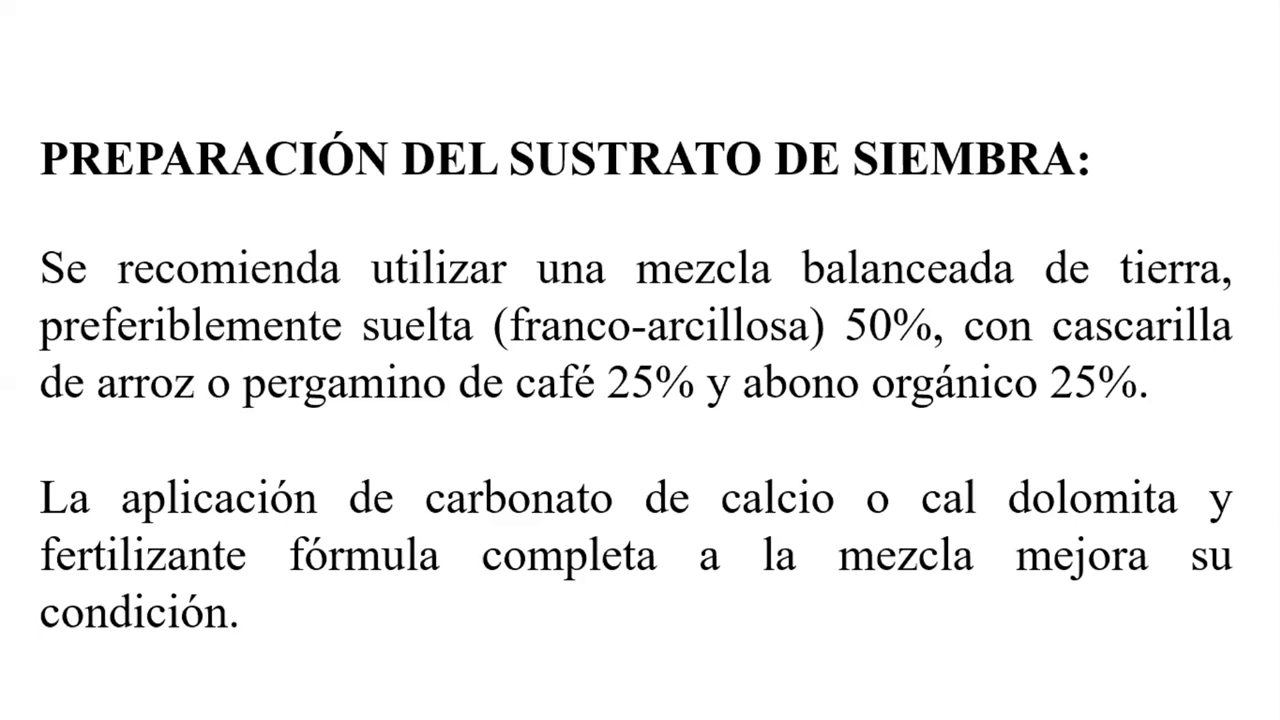 PREPARACIÓN DEL SUSTRATO DE SIEMBRA:
Se recomienda utilizar una mezcla balanceada de tierra,
preferiblemente suelta (franco-arcillosa) 50%, con cascarilla
de arroz o pergamino de café 25% y abono orgánico 25%.
La aplicación de carbonato de calcio o cal dolomita y
fertilizante fórmula completa a la mezcla mejora su
condición.